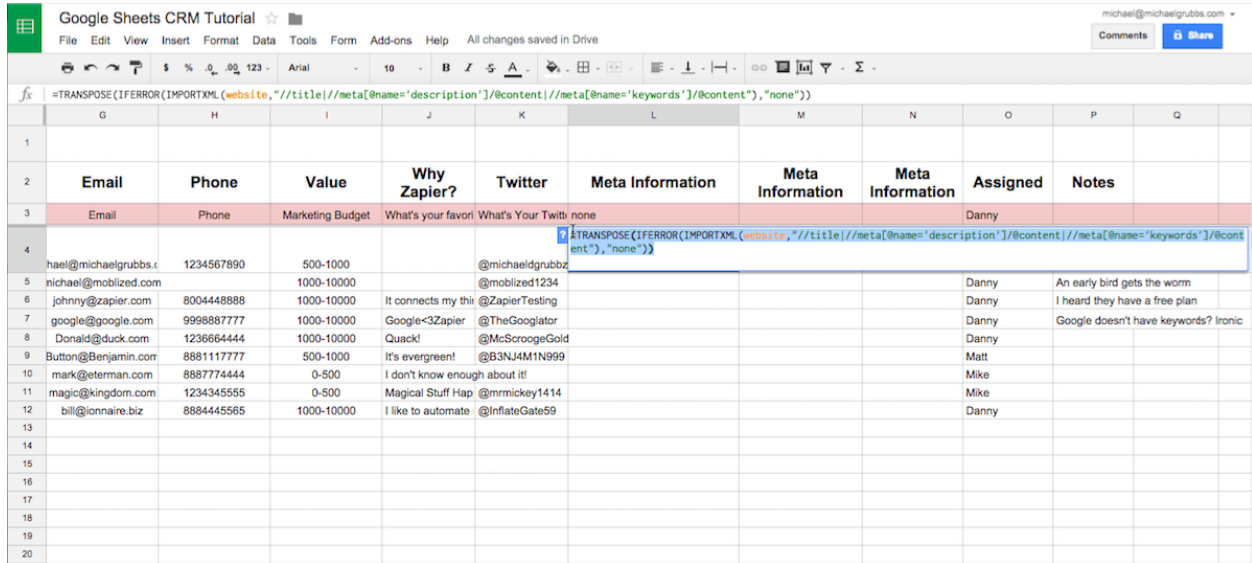 Google Sheets CRM Tutorial
michael@michaelgrubbs.com
File Edit View Insert Format Data Tools Form Add-ons Help All changes saved in Drive
Comments Share
$ % .0 .00 123 Arial 10 B I S A Σ
fx =TRANSPOSE(IFERROR(IMPORTXML(website,"//title|//meta[@name='description']/@content|//meta[@name='keywords']/@content"),"none"))
G H I J K L M N O P Q
1
2 Email Phone Value Why Zapier? Twitter Meta Information Meta Information Meta Information Assigned Notes
3 Email Phone Marketing Budget What's your favori What's Your Twitt none Danny
? =TRANSPOSE(IFERROR(IMPORTXML(website,"//title|//meta[@name='description']/@content|//meta[@name='keywords']/@cont
ent"),"none"))
4 hael@michaelgrubbs.c 1234567890 500-1000 @michaeldgrubbz
5 michael@moblized.com 1000-10000 @moblized1234 Danny An early bird gets the worm
6 johnny@zapier.com 8004448888 1000-10000 It connects my thin @ZapierTesting Danny I heard they have a free plan
7 google@google.com 9998887777 1000-10000 Google<3Zapier @TheGooglator Danny Google doesn't have keywords? Ironic
8 Donald@duck.com 1236664444 1000-10000 Quack! @McScroogeGold Danny
9 Button@Benjamin.com 8881117777 500-1000 It's evergreen! @B3NJ4M1N999 Matt
10 mark@eterman.com 8887774444 0-500 I don't know enough about it! Mike
11 magic@kingdom.com 1234345555 0-500 Magical Stuff Hap @mrmickey1414 Mike
12 bill@ionnaire.biz 8884445565 1000-10000 I like to automate @InflateGate59 Danny
13
14
15
16
17
18
19
20